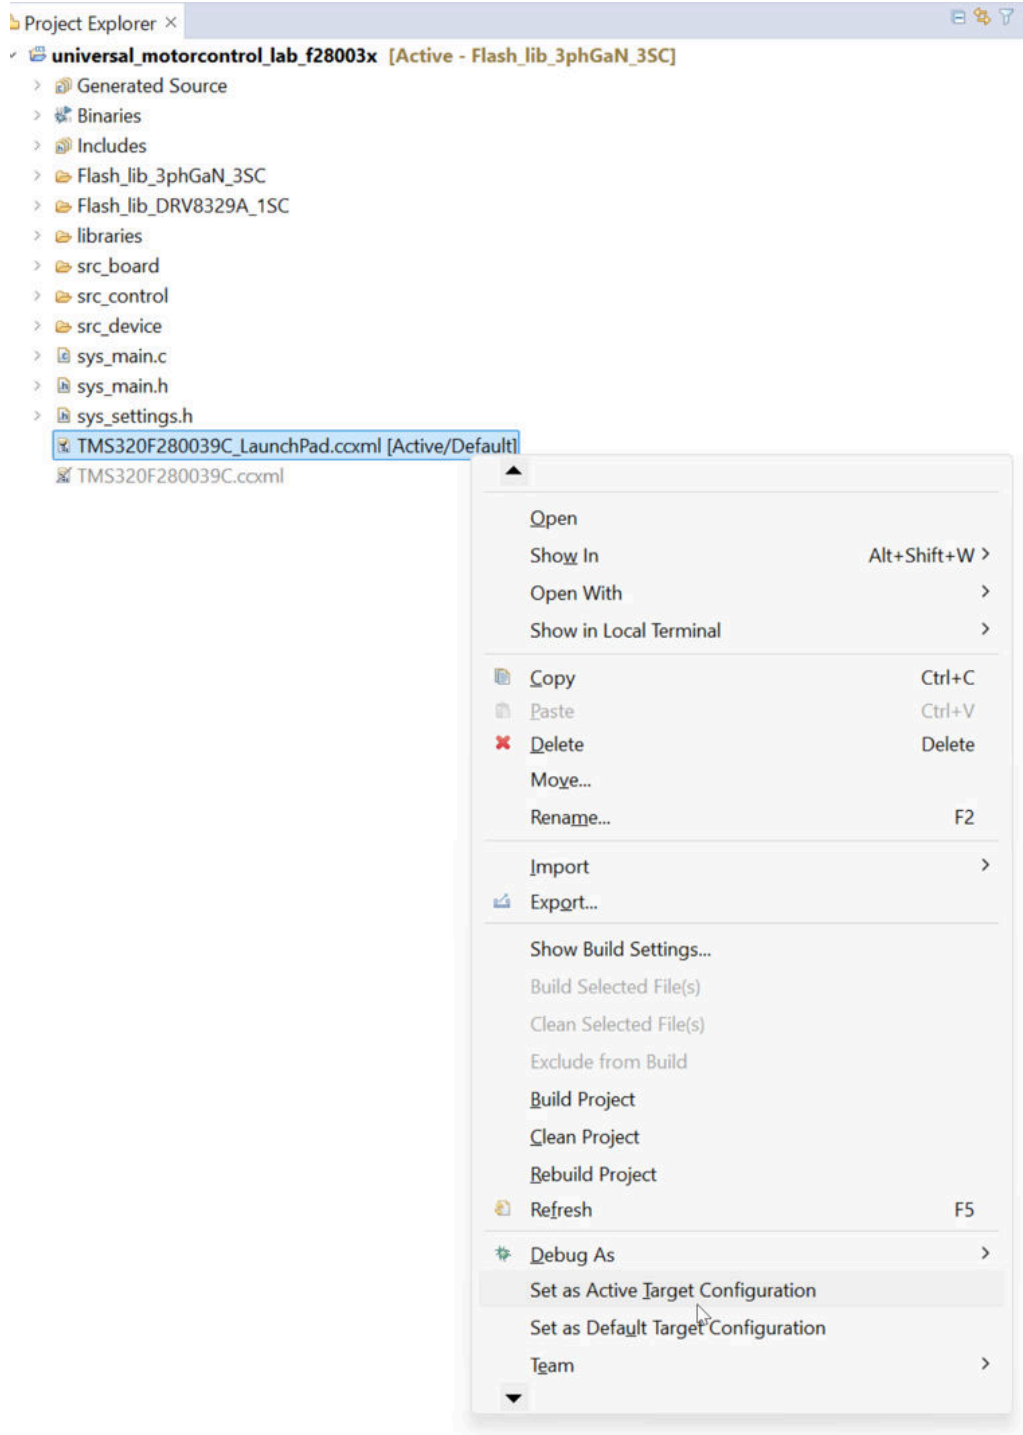 Project Explorer ×
universal_motorcontrol_lab_f28003x [Active - Flash_lib_3phGaN_3SC]
Generated Source
Binaries
Includes
Flash_lib_3phGaN_3SC
Flash_lib_DRV8329A_1SC
libraries
src_board
src_control
src_device
sys_main.c
sys_main.h
sys_settings.h
TMS320F280039C_LaunchPad.ccxml [Active/Default]
TMS320F280039C.ccxml
Open
Show In Alt+Shift+W >
Open With >
Show in Local Terminal >
Copy Ctrl+C
Paste Ctrl+V
Delete Delete
Move...
Rename... F2
Import >
Export...
Show Build Settings...
Build Selected File(s)
Clean Selected File(s)
Exclude from Build
Build Project
Clean Project
Rebuild Project
Refresh F5
Debug As >
Set as Active Target Configuration
Set as Default Target Configuration
Team >